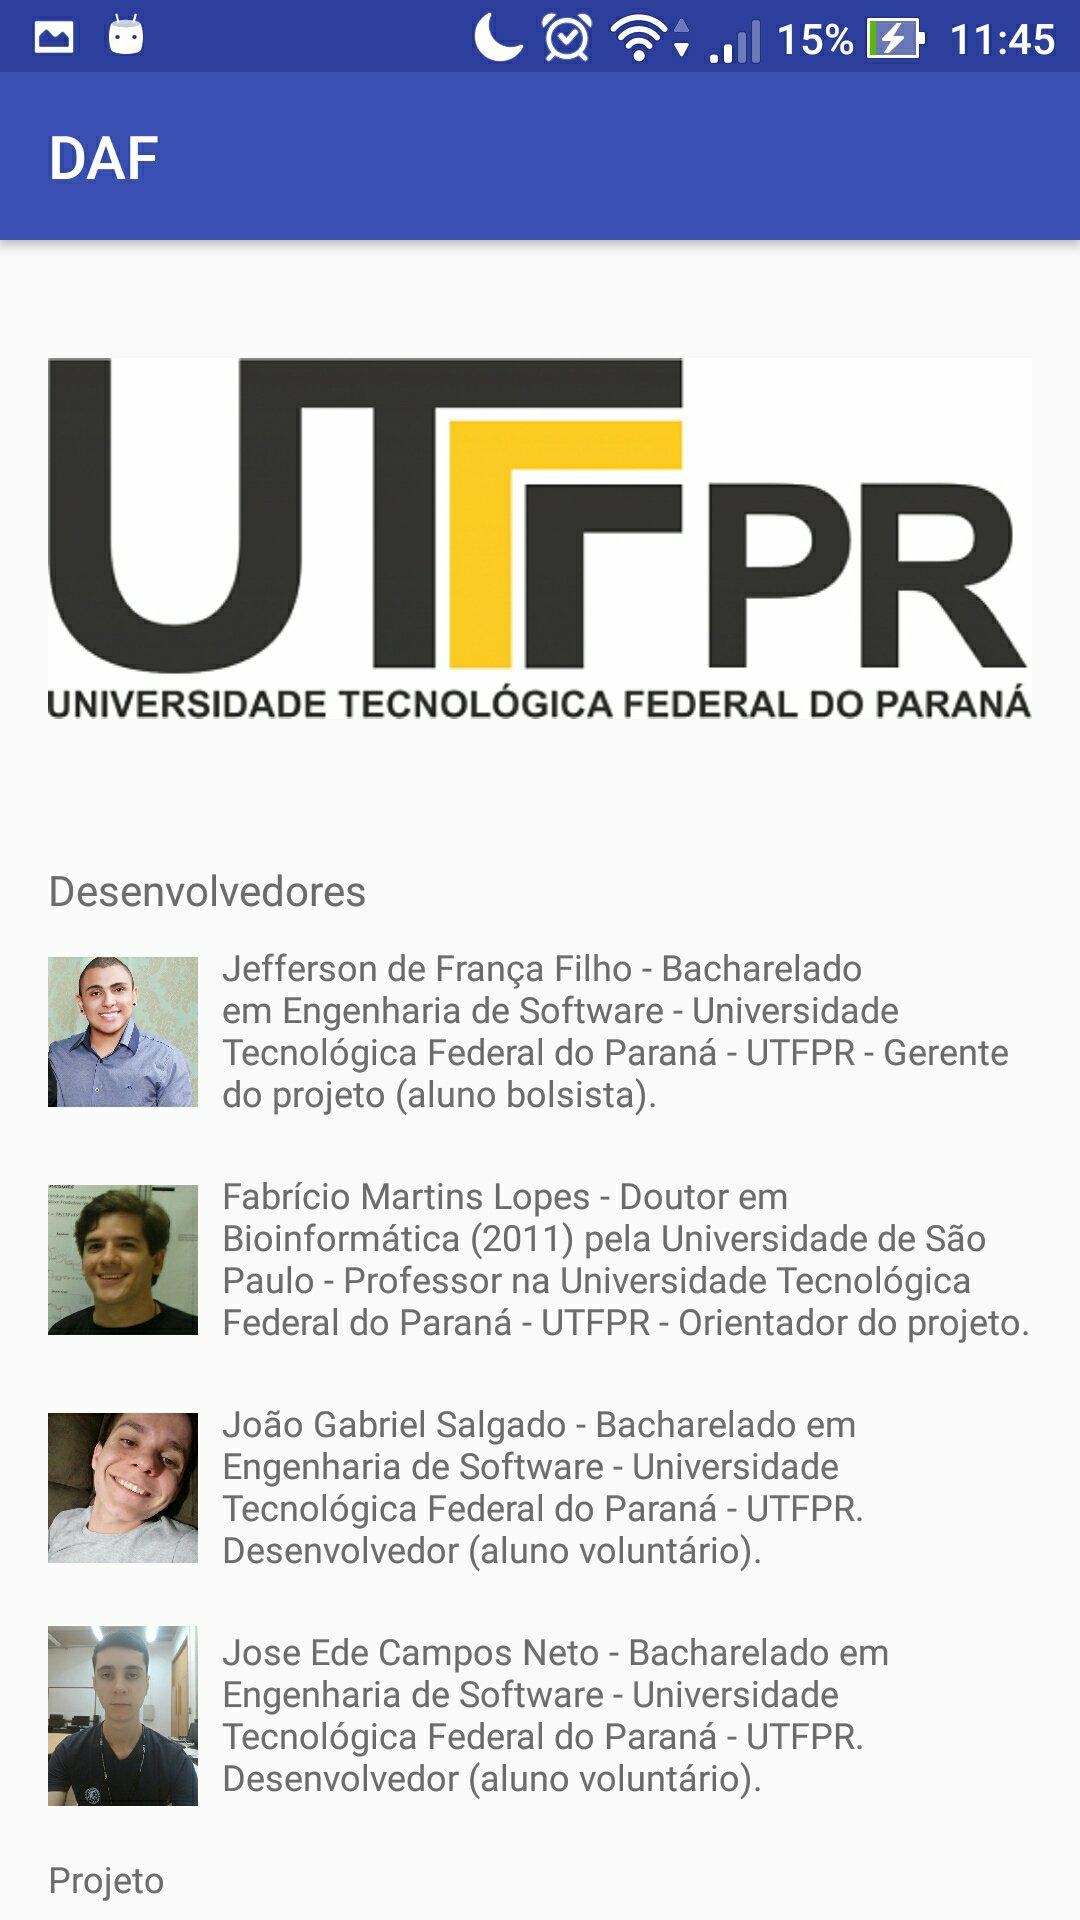 15% 11:45
DAF
UTFPR
UNIVERSIDADE TECNOLÓGICA FEDERAL DO PARANÁ
Desenvolvedores
Jefferson de França Filho - Bacharelado
em Engenharia de Software - Universidade
Tecnológica Federal do Paraná - UTFPR - Gerente
do projeto (aluno bolsista).
Fabrício Martins Lopes - Doutor em
Bioinformática (2011) pela Universidade de São
Paulo - Professor na Universidade Tecnológica
Federal do Paraná - UTFPR - Orientador do projeto.
João Gabriel Salgado - Bacharelado em
Engenharia de Software - Universidade
Tecnológica Federal do Paraná - UTFPR.
Desenvolvedor (aluno voluntário).
Jose Ede Campos Neto - Bacharelado em
Engenharia de Software - Universidade
Tecnológica Federal do Paraná - UTFPR.
Desenvolvedor (aluno voluntário).
Projeto